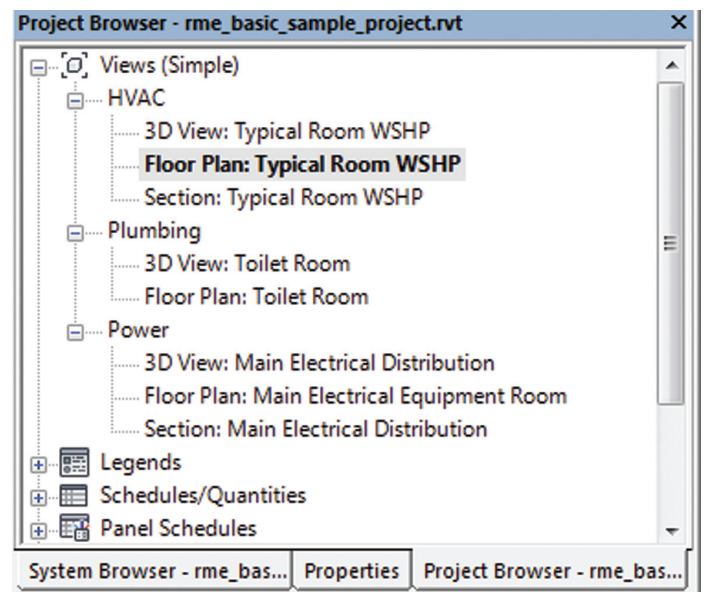 Project Browser - rme_basic_sample_project.rvt
Views (Simple)
HVAC
3D View: Typical Room WSHP
Floor Plan: Typical Room WSHP
Section: Typical Room WSHP
Plumbing
3D View: Toilet Room
Floor Plan: Toilet Room
Power
3D View: Main Electrical Distribution
Floor Plan: Main Electrical Equipment Room
Section: Main Electrical Distribution
Legends
Schedules/Quantities
Panel Schedules
System Browser - rme_bas... Properties Project Browser - rme_bas...